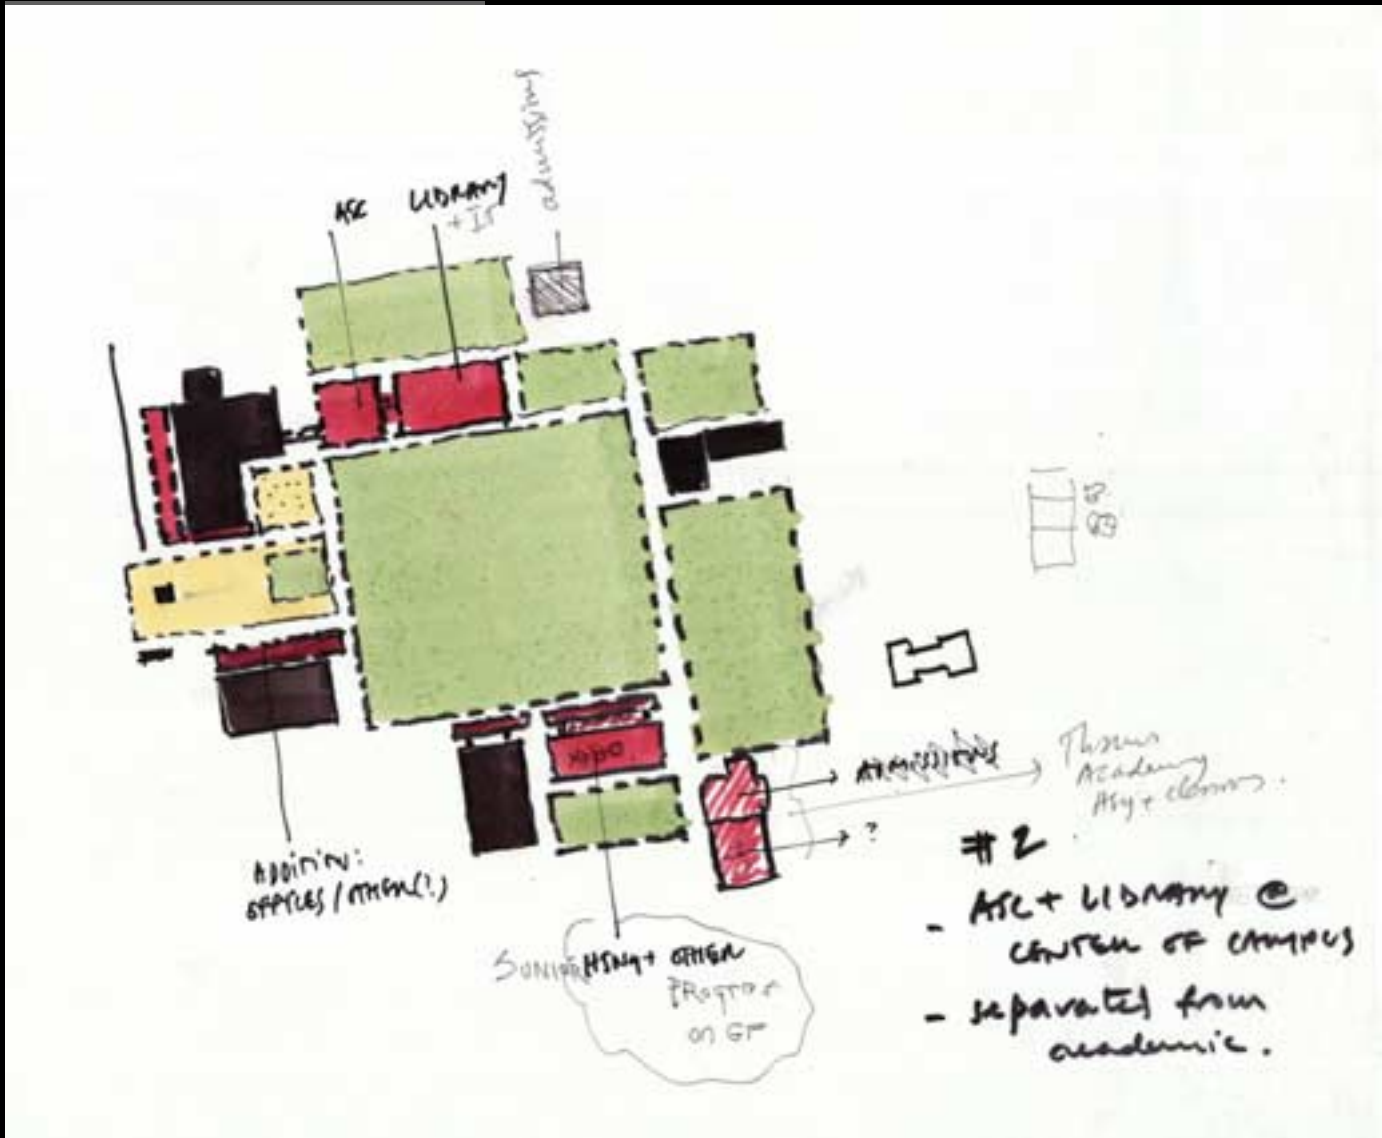 admissions
ASC
LIBRARY
+ IT
ADMISSIONS
?
Academy
#2
ADDITION:
OFFICES / OTHER (?)
- ASC + LIBRARY @
CENTER OF CAMPUS
- separated from
academic.
HSNG + OTHER
PROGRAM
ON GF